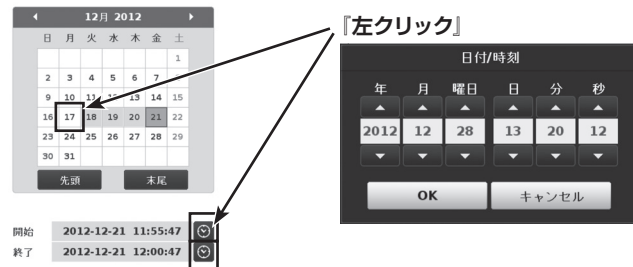 12月 2012
日 月 火 水 木 金 土
1
2 3 4 5 6 7
9 10 11 13 14 15
16 17 18 19 20 21 22
23 24 25 26 27 28 29
30 31
先頭 末尾
開始 2012-12-21 11:55:47
終了 2012-12-21 12:00:47
『左クリック』
日付/時刻
年 月 曜日 日 分 秒
2012 12 28 13 20 12
OK キャンセル